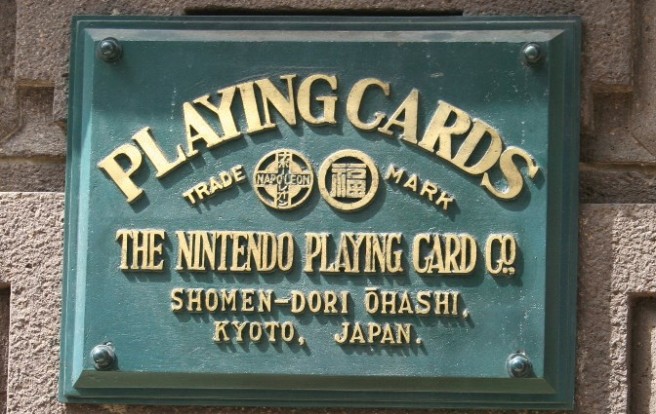 PLAYING CARDS
TRADE NAPOLEON 福 MARK
THE NINTENDO PLAYING CARD CO.
SHOMEN-DORI ŌHASHI,
KYOTO, JAPAN.